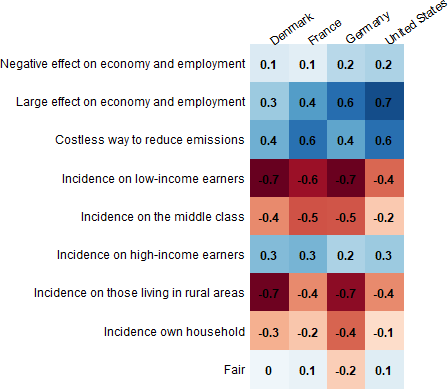 Denmark France Germany United States
Negative effect on economy and employment 0.1 0.1 0.2 0.2
Large effect on economy and employment 0.3 0.4 0.6 0.7
Costless way to reduce emissions 0.4 0.6 0.4 0.6
Incidence on low-income earners -0.7 -0.6 -0.7 -0.4
Incidence on the middle class -0.4 -0.5 -0.5 -0.2
Incidence on high-income earners 0.3 0.3 0.2 0.3
Incidence on those living in rural areas -0.7 -0.4 -0.7 -0.4
Incidence own household -0.3 -0.2 -0.4 -0.1
Fair 0 0.1 -0.2 0.1